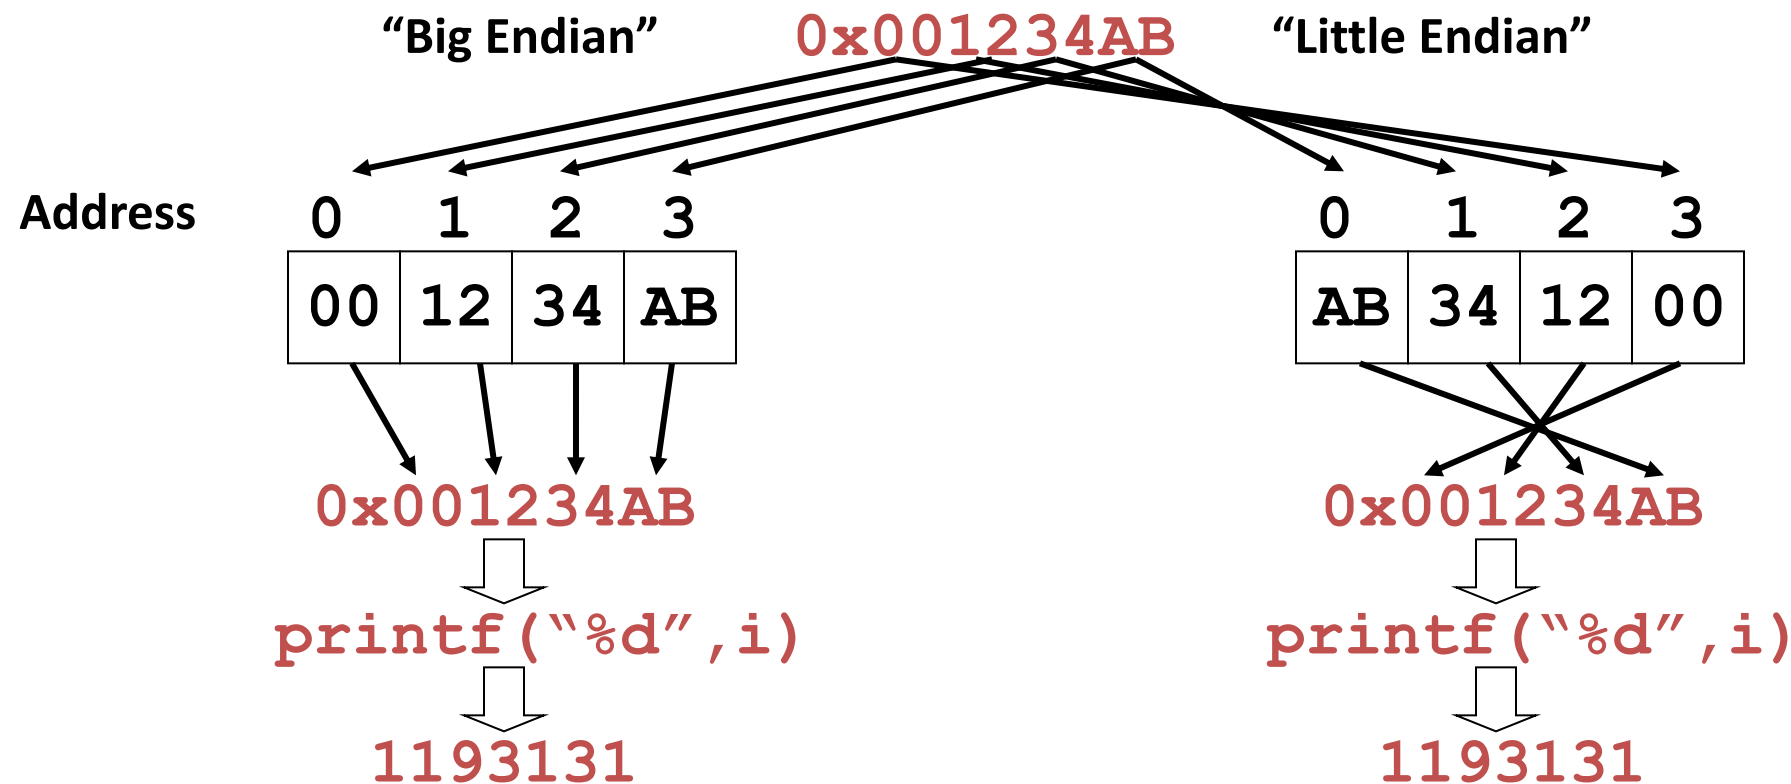 “Big Endian” 0x001234AB “Little Endian”
Address 0 1 2 3 0 1 2 3
00 12 34 AB AB 34 12 00
0x001234AB 0x001234AB
printf(“%d”,i) printf(“%d”,i)
1193131 1193131